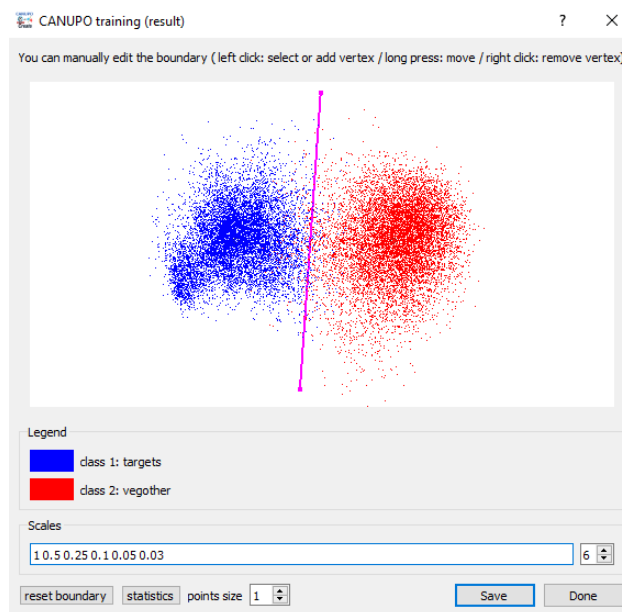 CANUPO training (result)
You can manually edit the boundary ( left click: select or add vertex / long press: move / right click: remove vertex)
Legend
class 1: targets
class 2: vegother
Scales
1 0.5 0.25 0.1 0.05 0.03 6
reset boundary statistics points size 1 Save Done